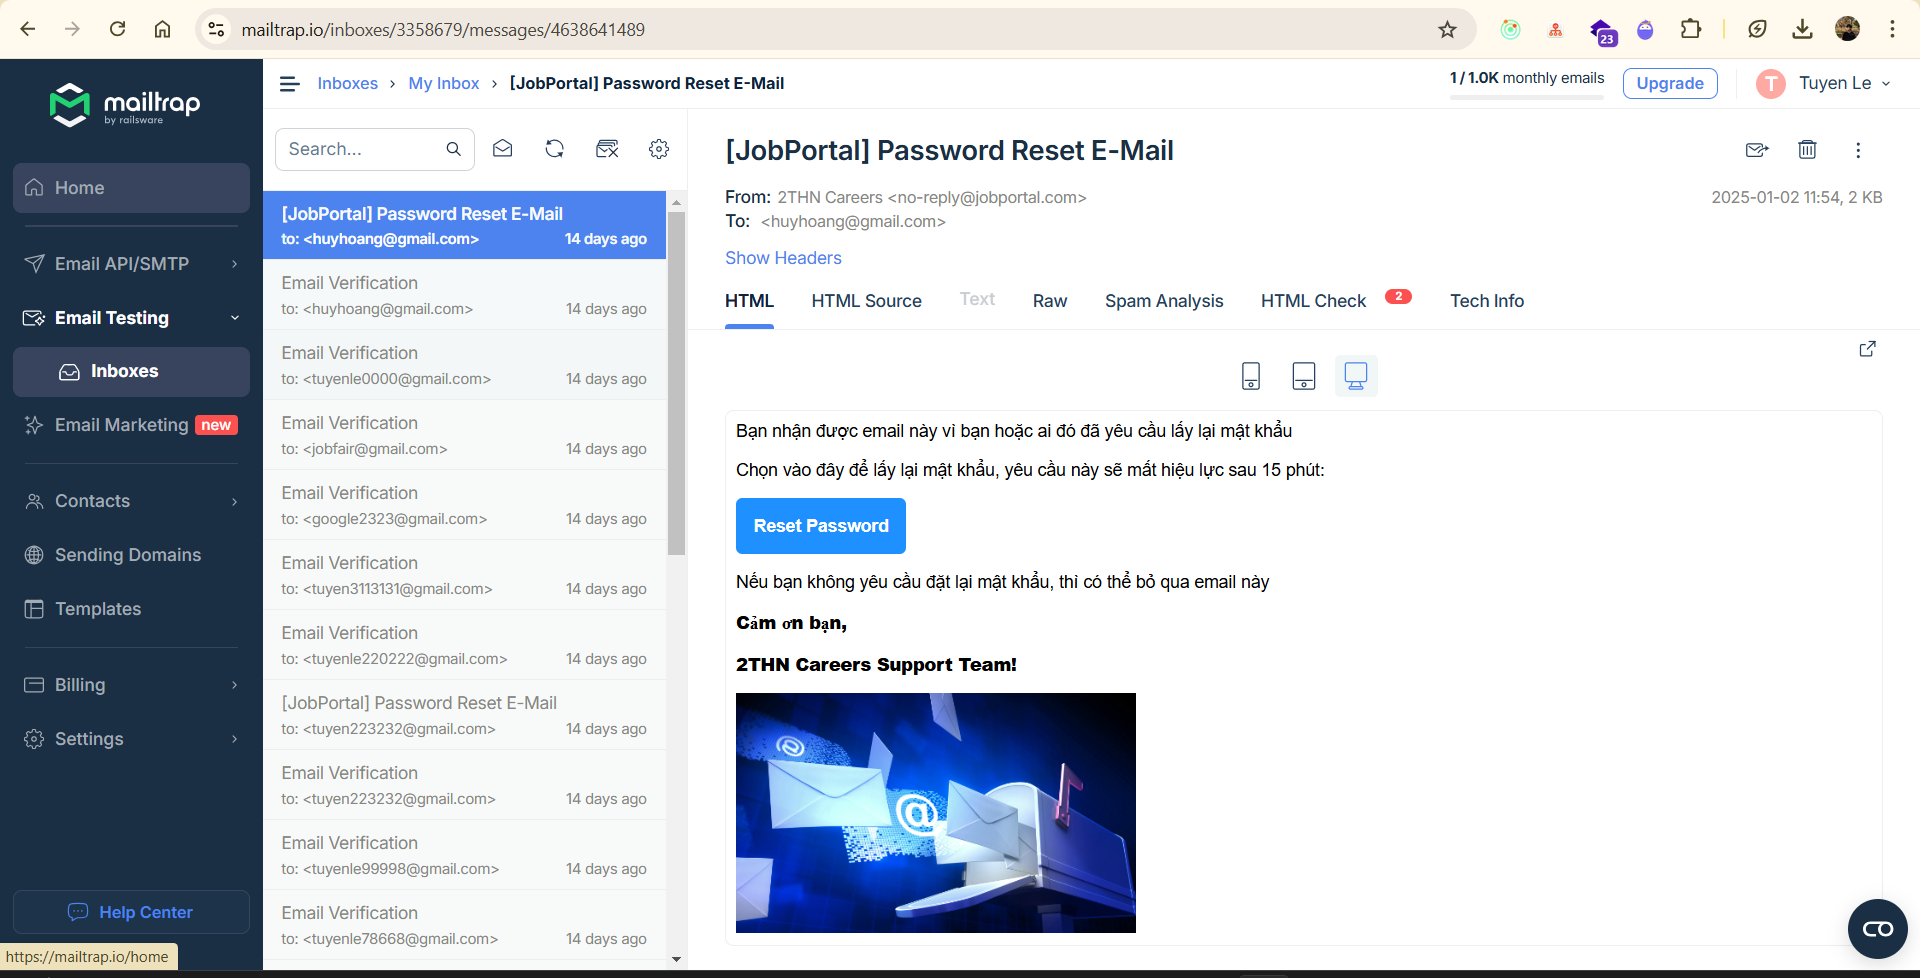 mailtrap.io/inboxes/3358679/messages/4638641489
23
mailtrap
by railsware
Home
Email API/SMTP
Email Testing
Inboxes
Email Marketing new
Contacts
Sending Domains
Templates
Billing
Settings
Help Center
https://mailtrap.io/home
Inboxes › My Inbox › [JobPortal] Password Reset E-Mail
1 / 1.0K monthly emails
Upgrade
T Tuyen Le
Search...
[JobPortal] Password Reset E-Mail
to: <huyhoang@gmail.com> 14 days ago
Email Verification
to: <huyhoang@gmail.com> 14 days ago
Email Verification
to: <tuyenle0000@gmail.com> 14 days ago
Email Verification
to: <jobfair@gmail.com> 14 days ago
Email Verification
to: <google2323@gmail.com> 14 days ago
Email Verification
to: <tuyen3113131@gmail.com> 14 days ago
Email Verification
to: <tuyenle220222@gmail.com> 14 days ago
[JobPortal] Password Reset E-Mail
to: <tuyen223232@gmail.com> 14 days ago
Email Verification
to: <tuyen223232@gmail.com> 14 days ago
Email Verification
to: <tuyenle99998@gmail.com> 14 days ago
Email Verification
to: <tuyenle78668@gmail.com> 14 days ago
[JobPortal] Password Reset E-Mail
From: 2THN Careers <no-reply@jobportal.com>
2025-01-02 11:54, 2 KB
To: <huyhoang@gmail.com>
Show Headers
HTML HTML Source Text Raw Spam Analysis HTML Check 2 Tech Info
Bạn nhận được email này vì bạn hoặc ai đó đã yêu cầu lấy lại mật khẩu
Chọn vào đây để lấy lại mật khẩu, yêu cầu này sẽ mất hiệu lực sau 15 phút:
Reset Password
Nếu bạn không yêu cầu đặt lại mật khẩu, thì có thể bỏ qua email này
Cảm ơn bạn,
2THN Careers Support Team!
@
@